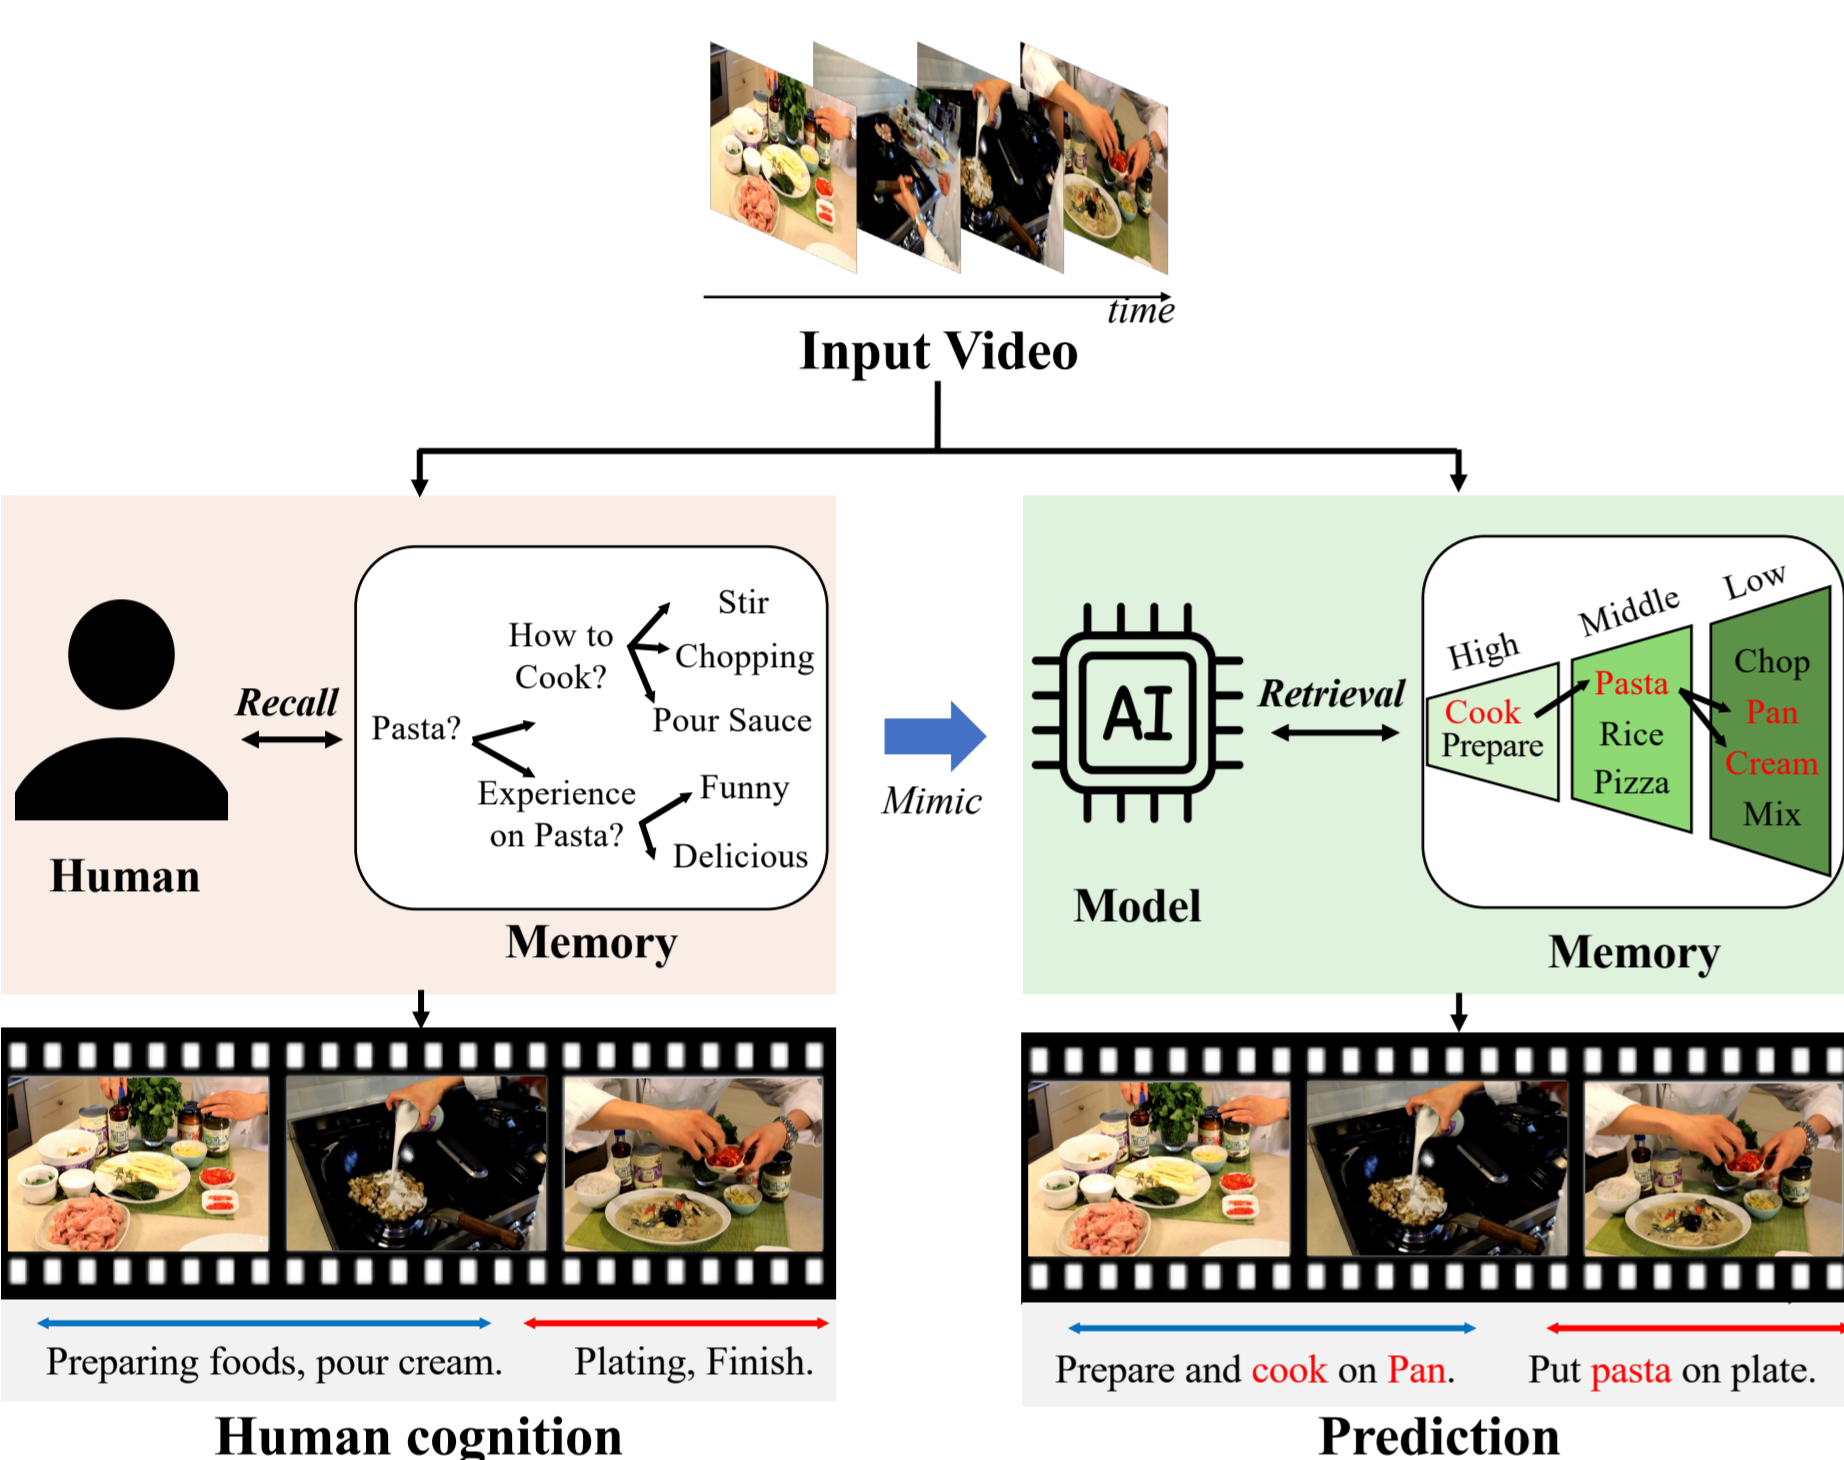 time
Input Video
Recall
Human
Pasta?
How to
Cook?
Stir
Chopping
Pour Sauce
Experience
on Pasta?
Funny
Delicious
Memory
Mimic
AI
Model
Retrieval
High
Cook
Prepare
Middle
Pasta
Rice
Pizza
Low
Chop
Pan
Cream
Mix
Memory
Preparing foods, pour cream.
Plating, Finish.
Human cognition
Prepare and cook on Pan.
Put pasta on plate.
Prediction